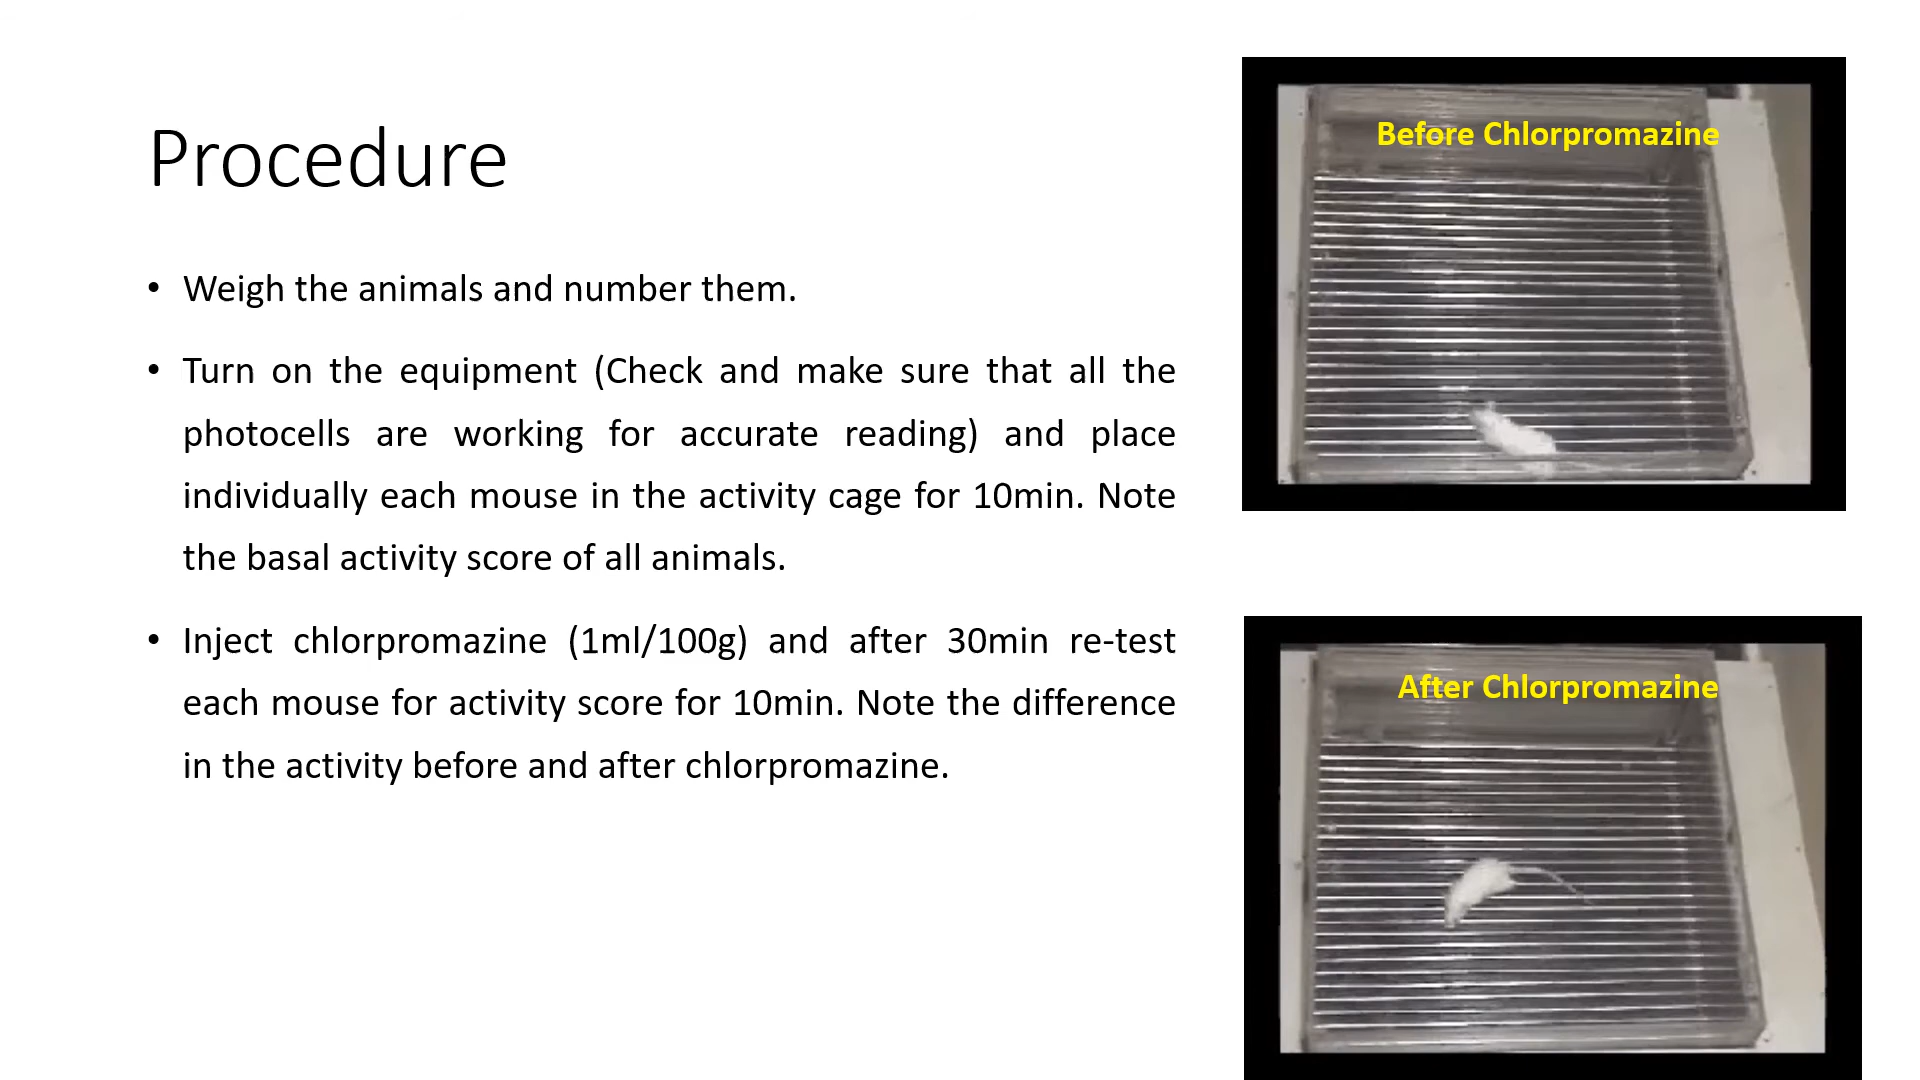 Procedure
• Weigh the animals and number them.
• Turn on the equipment (Check and make sure that all the
photocells are working for accurate reading) and place
individually each mouse in the activity cage for 10min. Note
the basal activity score of all animals.
• Inject chlorpromazine (1ml/100g) and after 30min re-test
each mouse for activity score for 10min. Note the difference
in the activity before and after chlorpromazine.
Before Chlorpromazine
After Chlorpromazine